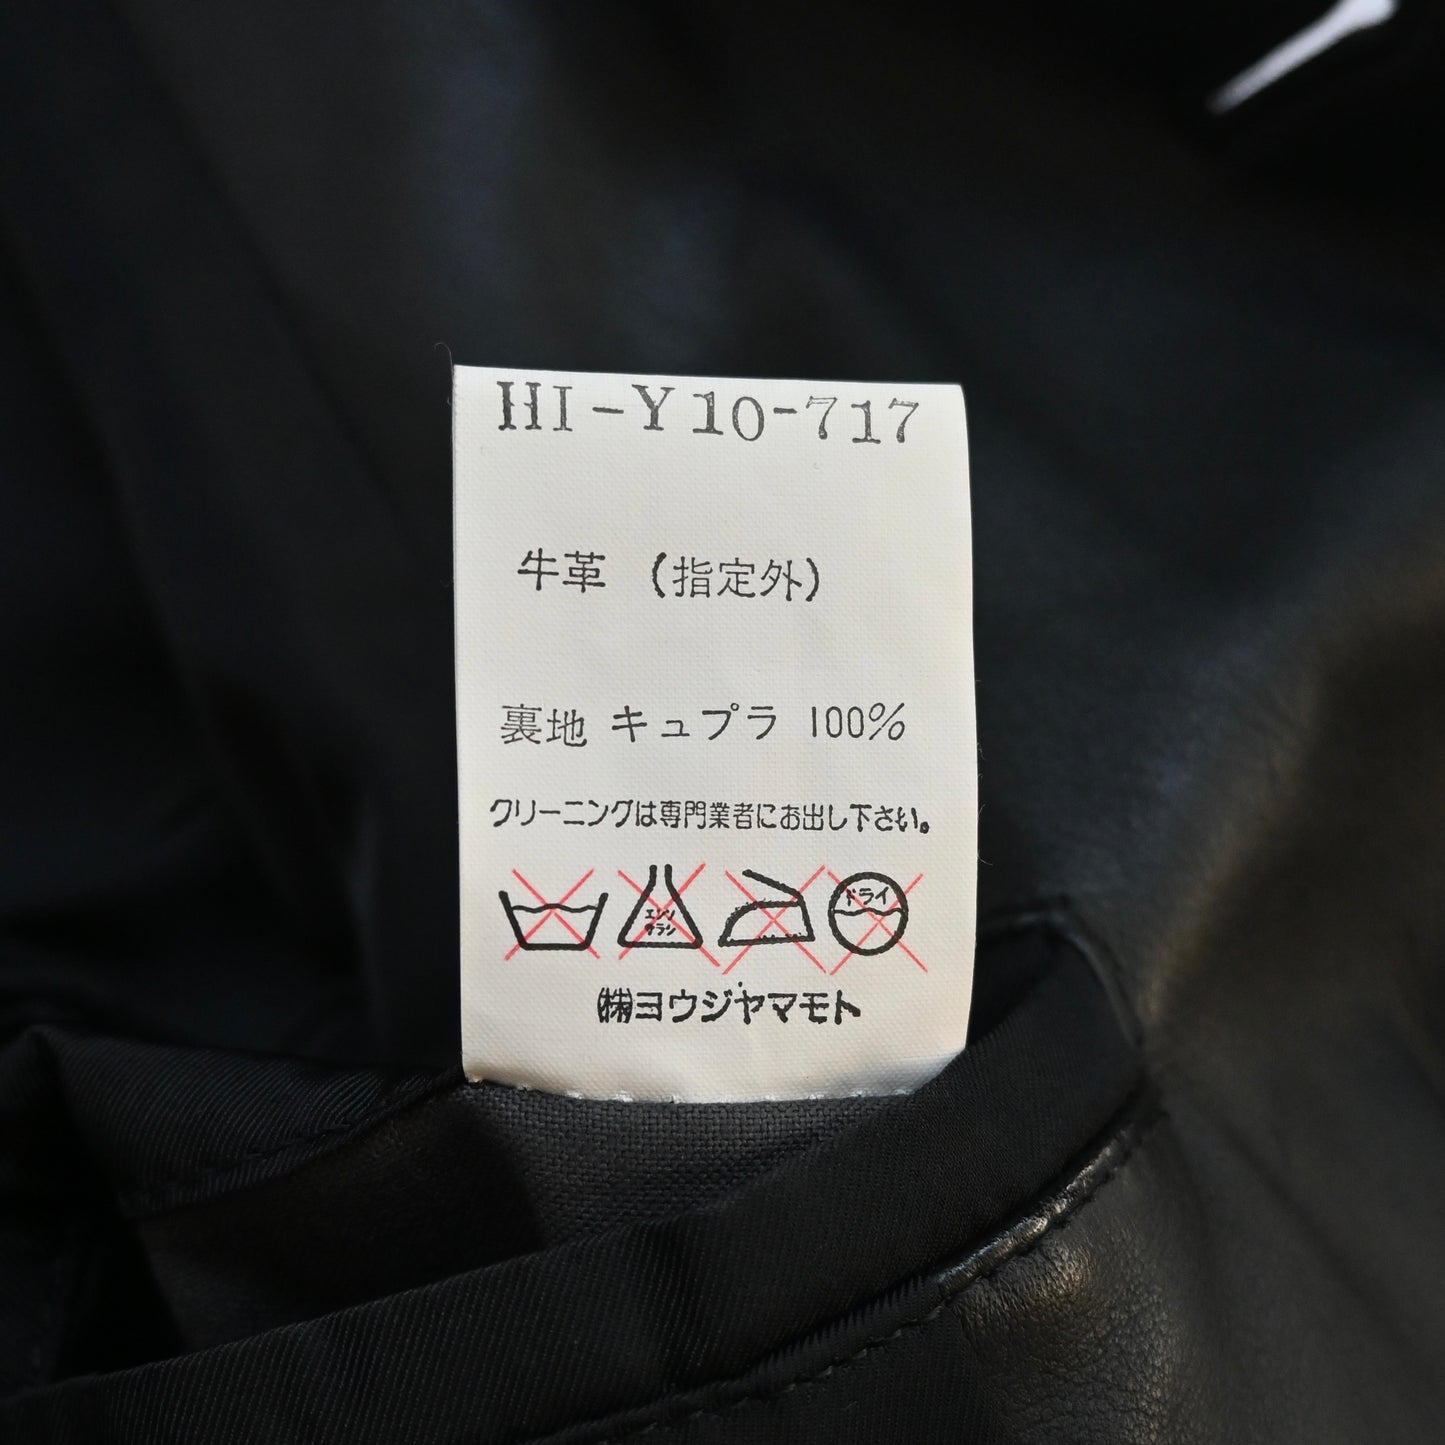 HI-Y10-717
牛革 (指定外)
裏地 キュプラ 100%
クリーニングは専門業者にお出し下さい。
エンソ サラシ ドライ
㈱ヨウジヤマモト